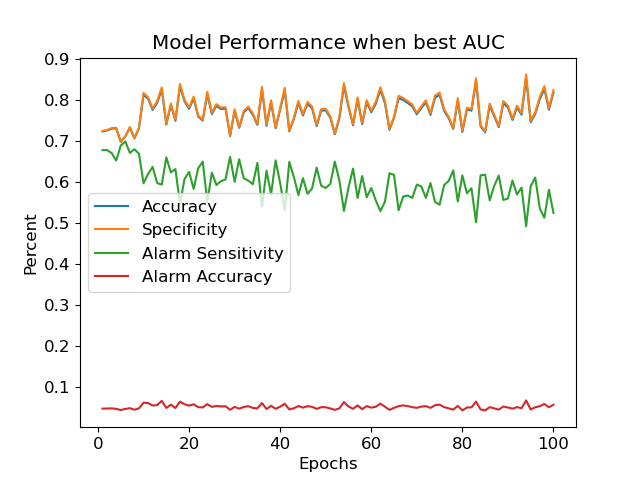 Model Performance when best AUC
0.9
0.8
0.7
0.6
0.5
0.4
0.3
0.2
0.1
Percent
Accuracy
Specificity
Alarm Sensitivity
Alarm Accuracy
0 20 40 60 80 100
Epochs